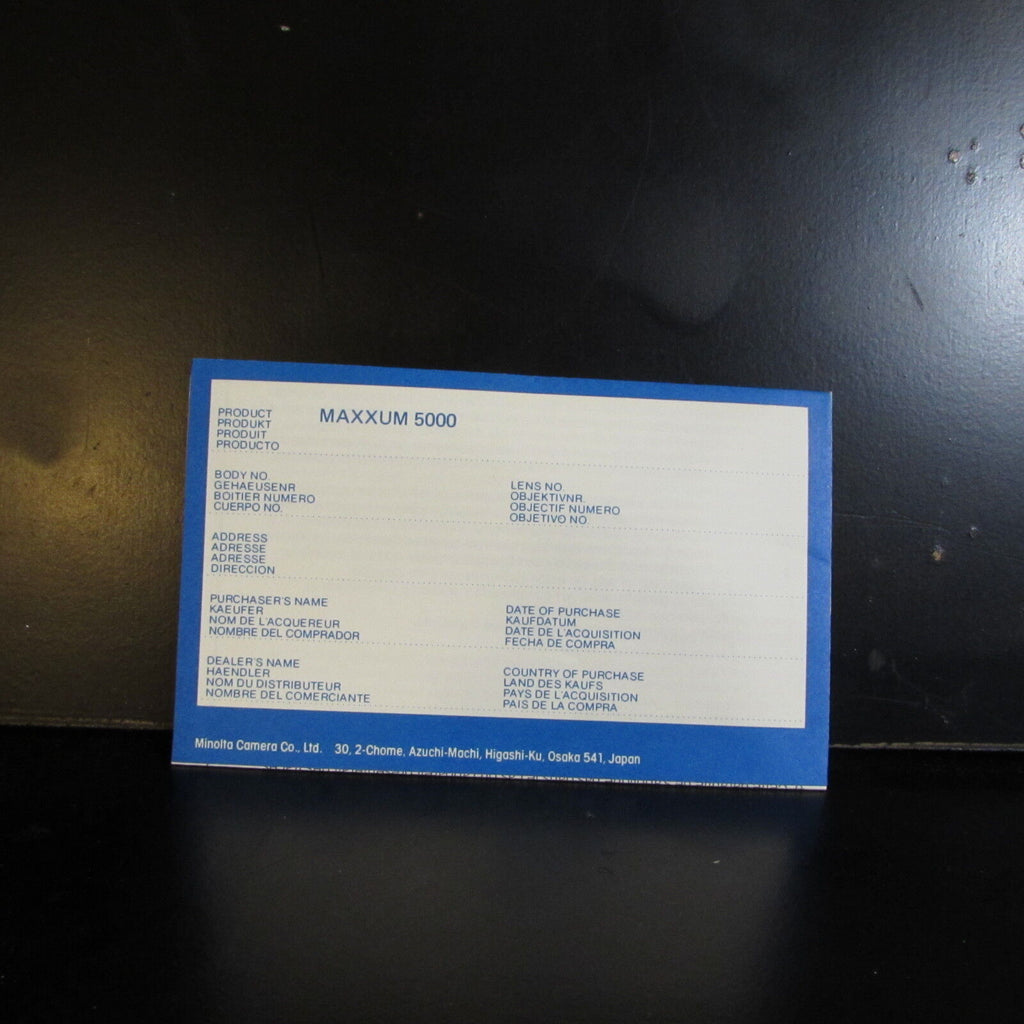 PRODUCT
PRODUKT
PRODUIT
PRODUCTO
MAXXUM 5000
BODY NO.
GEHAEUSENR
BOITIER NUMERO
CUERPO NO.
LENS NO.
OBJEKTIVNR.
OBJECTIF NUMERO
OBJETIVO NO.
ADDRESS
ADRESSE
ADRESSE
DIRECCION
PURCHASER'S NAME
KAEUFER
NOM DE L'ACQUEREUR
NOMBRE DEL COMPRADOR
DATE OF PURCHASE
KAUFDATUM
DATE DE L'ACQUISITION
FECHA DE COMPRA
DEALER'S NAME
HAENDLER
NOM DU DISTRIBUTEUR
NOMBRE DEL COMERCIANTE
COUNTRY OF PURCHASE
LAND DES KAUFS
PAYS DE L'ACQUISITION
PAIS DE LA COMPRA
Minolta Camera Co., Ltd. 30, 2-Chome, Azuchi-Machi, Higashi-Ku, Osaka 541, Japan